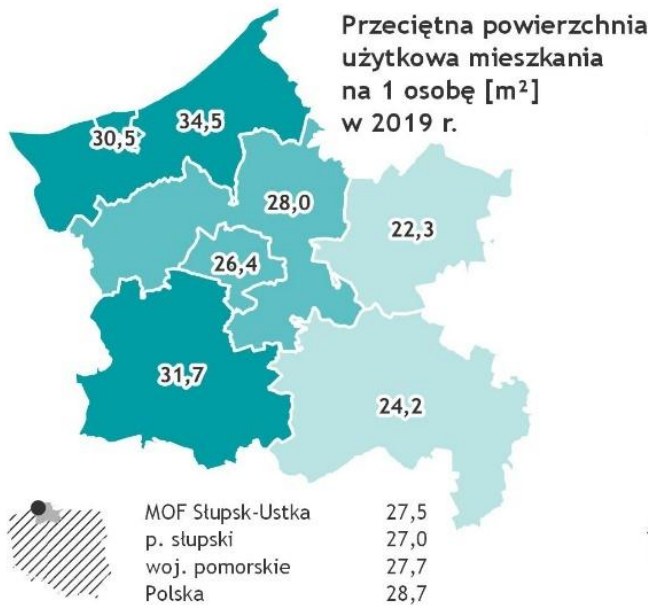 Przeciętna powierzchnia
użytkowa mieszkania
na 1 osobę [m²]
w 2019 r.
34,5
30,5
28,0
22,3
26,4
31,7
24,2
MOF Słupsk-Ustka 27,5
p. słupski 27,0
woj. pomorskie 27,7
Polska 28,7